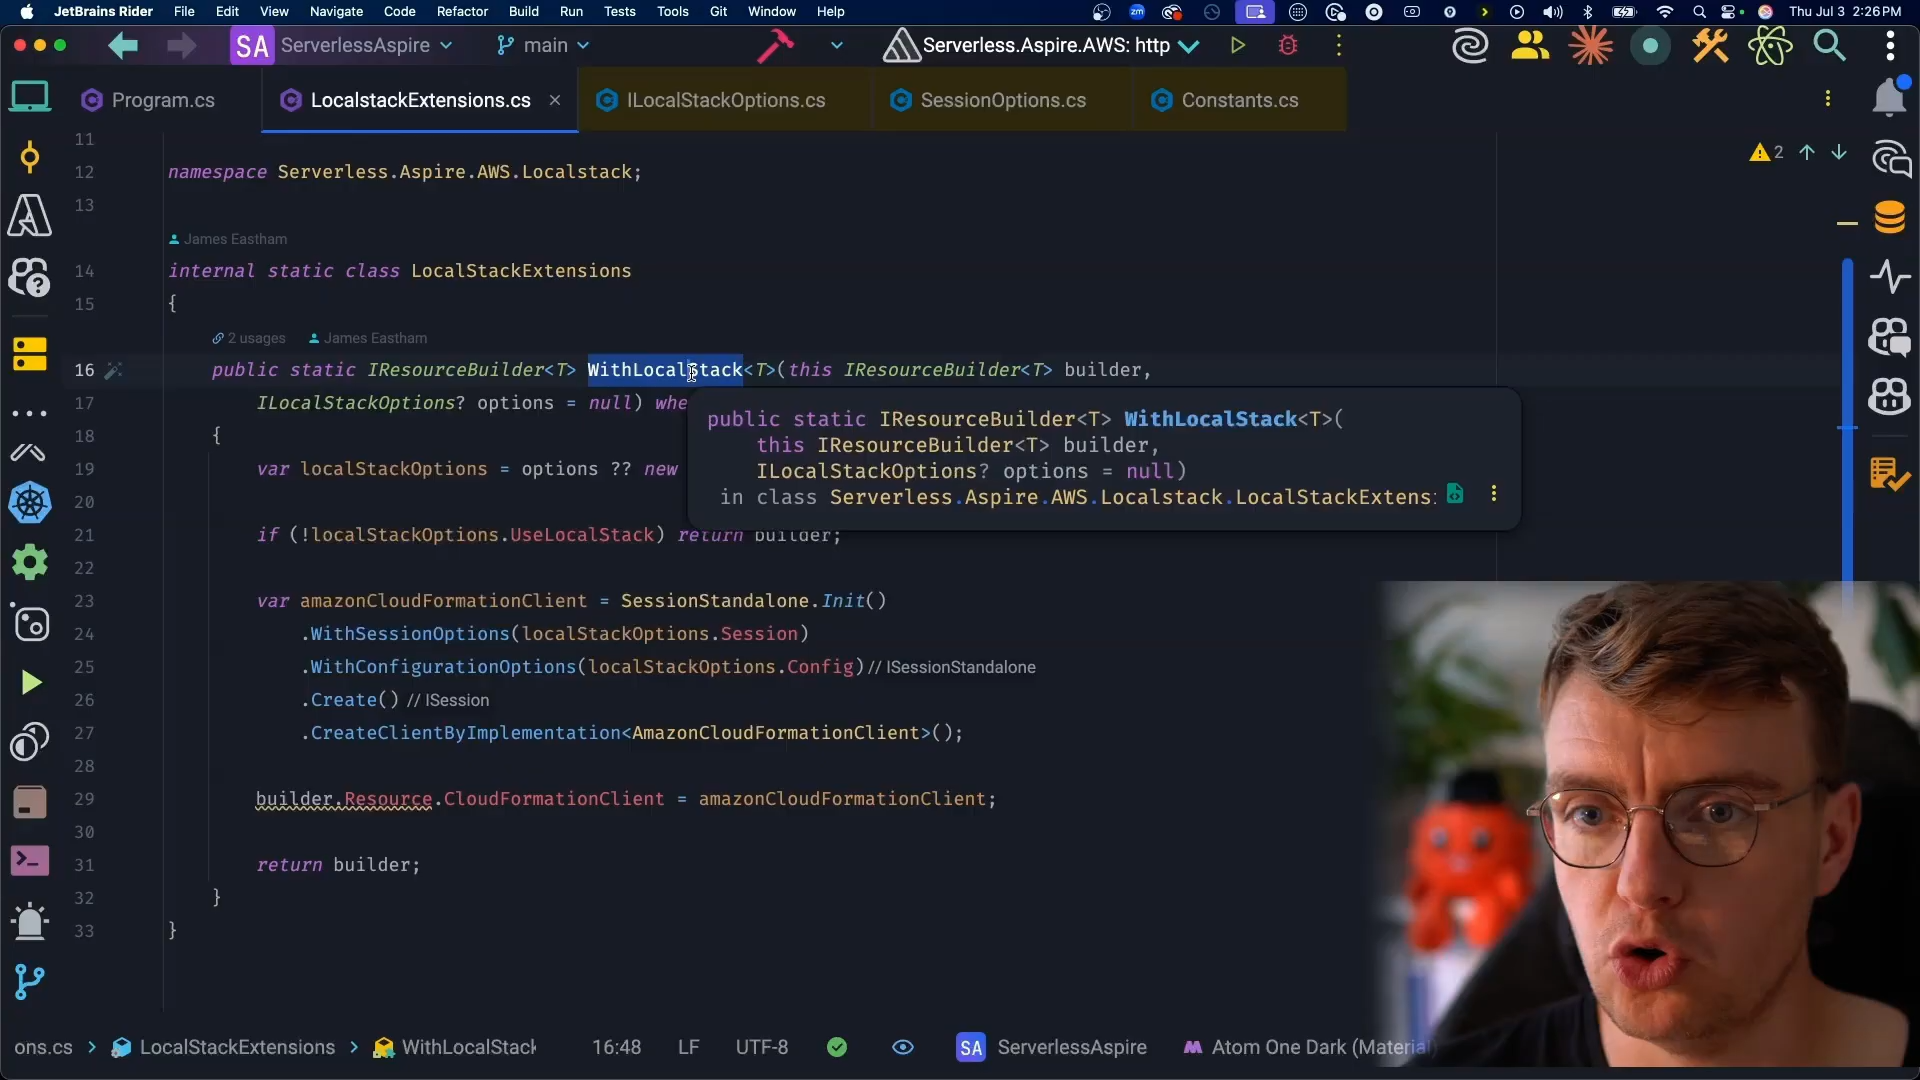 JetBrains Rider File Edit View Navigate Code Refactor Build Run Tests Tools Git Window Help Thu Jul 3 2:26 PM
SA ServerlessAspire main Serverless.Aspire.AWS: http
Program.cs LocalstackExtensions.cs ILocalStackOptions.cs SessionOptions.cs Constants.cs
11
12 namespace Serverless.Aspire.AWS.Localstack; 2
13
James Eastham
14 internal static class LocalStackExtensions
15 {
2 usages James Eastham
16 public static IResourceBuilder<T> WithLocalStack<T>(this IResourceBuilder<T> builder,
17 ILocalStackOptions? options = null) whe
public static IResourceBuilder<T> WithLocalStack<T>(
this IResourceBuilder<T> builder,
ILocalStackOptions? options = null)
in class Serverless.Aspire.AWS.Localstack.LocalStackExtens
18 {
19 var localStackOptions = options ?? new
20
21 if (!localStackOptions.UseLocalStack) return builder;
22
23 var amazonCloudFormationClient = SessionStandalone.Init()
24 .WithSessionOptions(localStackOptions.Session)
25 .WithConfigurationOptions(localStackOptions.Config) // ISessionStandalone
26 .Create() // ISession
27 .CreateClientByImplementation<AmazonCloudFormationClient>();
28
29 builder.Resource.CloudFormationClient = amazonCloudFormationClient;
30
31 return builder;
32 }
33 }
ons.cs > LocalStackExtensions > WithLocalStack 16:48 LF UTF-8 SA ServerlessAspire Atom One Dark (Material